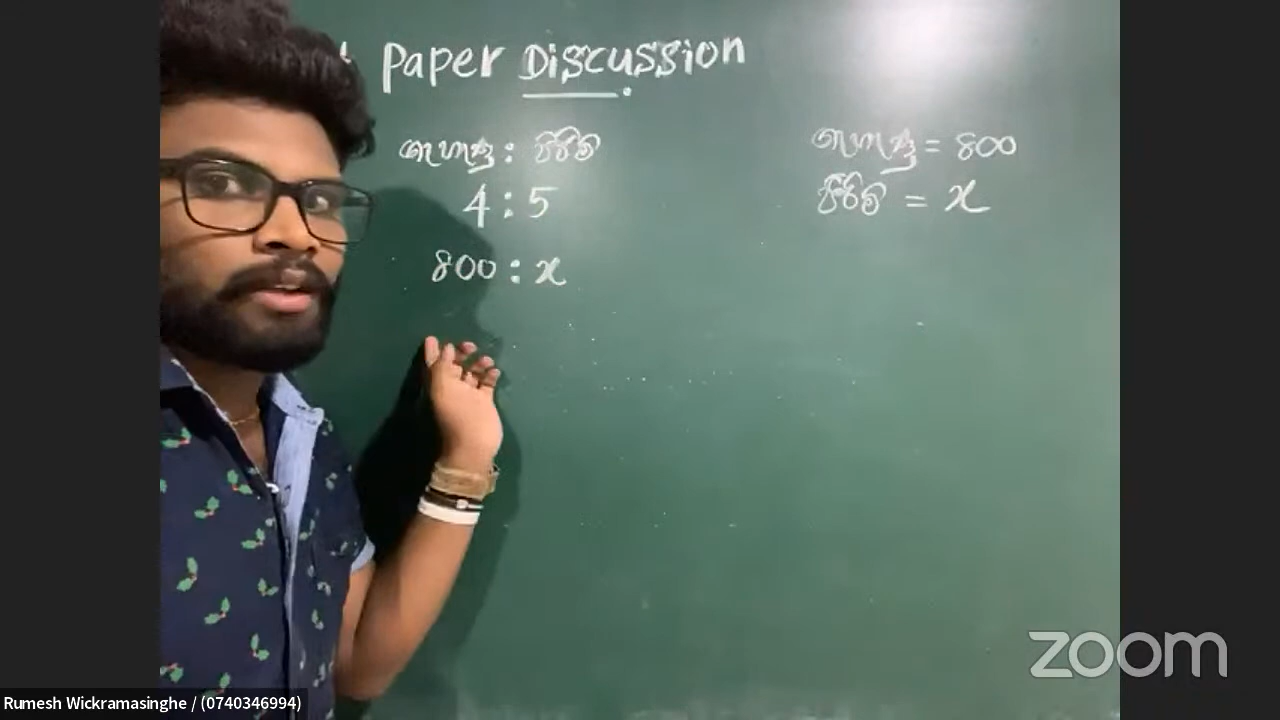 Paper Discussion.
ගැහැණු : පිරිමි
4 : 5
800 : x
ගැහැණු = 800
පිරිමි = x
zoom
Rumesh Wickramasinghe / (0740346994)